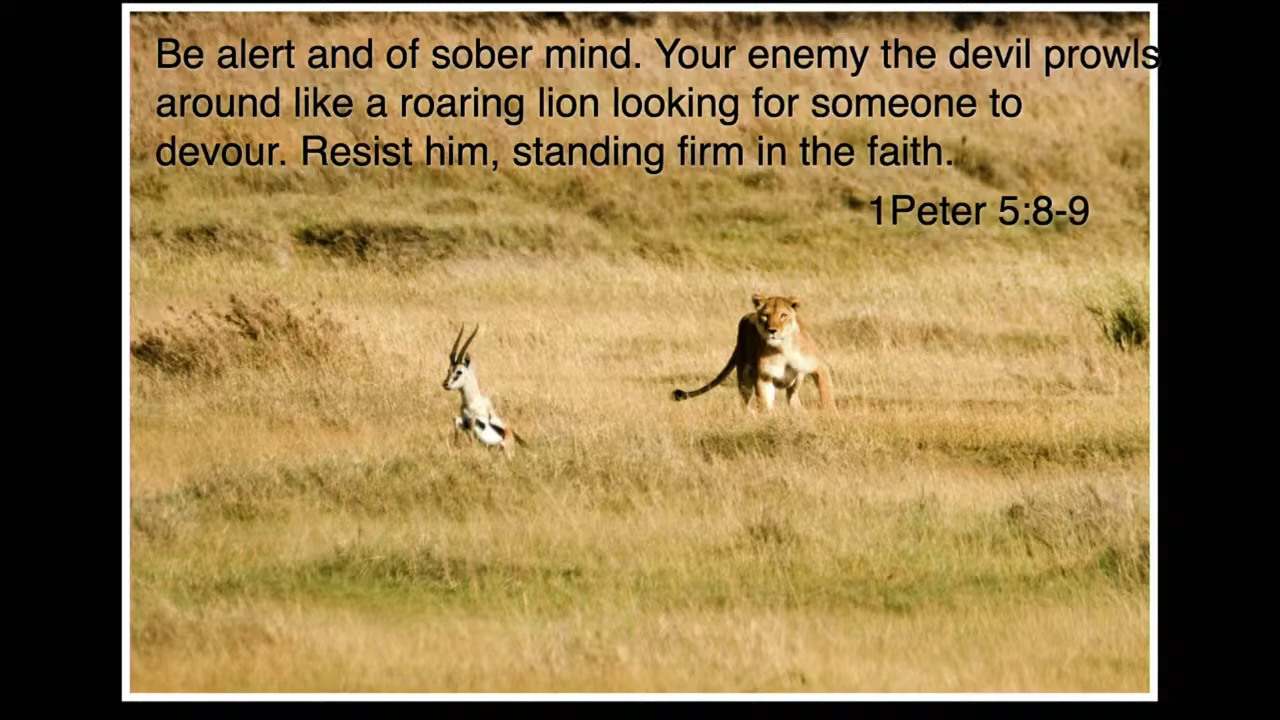 Be alert and of sober mind. Your enemy the devil prowls
around like a roaring lion looking for someone to
devour. Resist him, standing firm in the faith.
1Peter 5:8-9